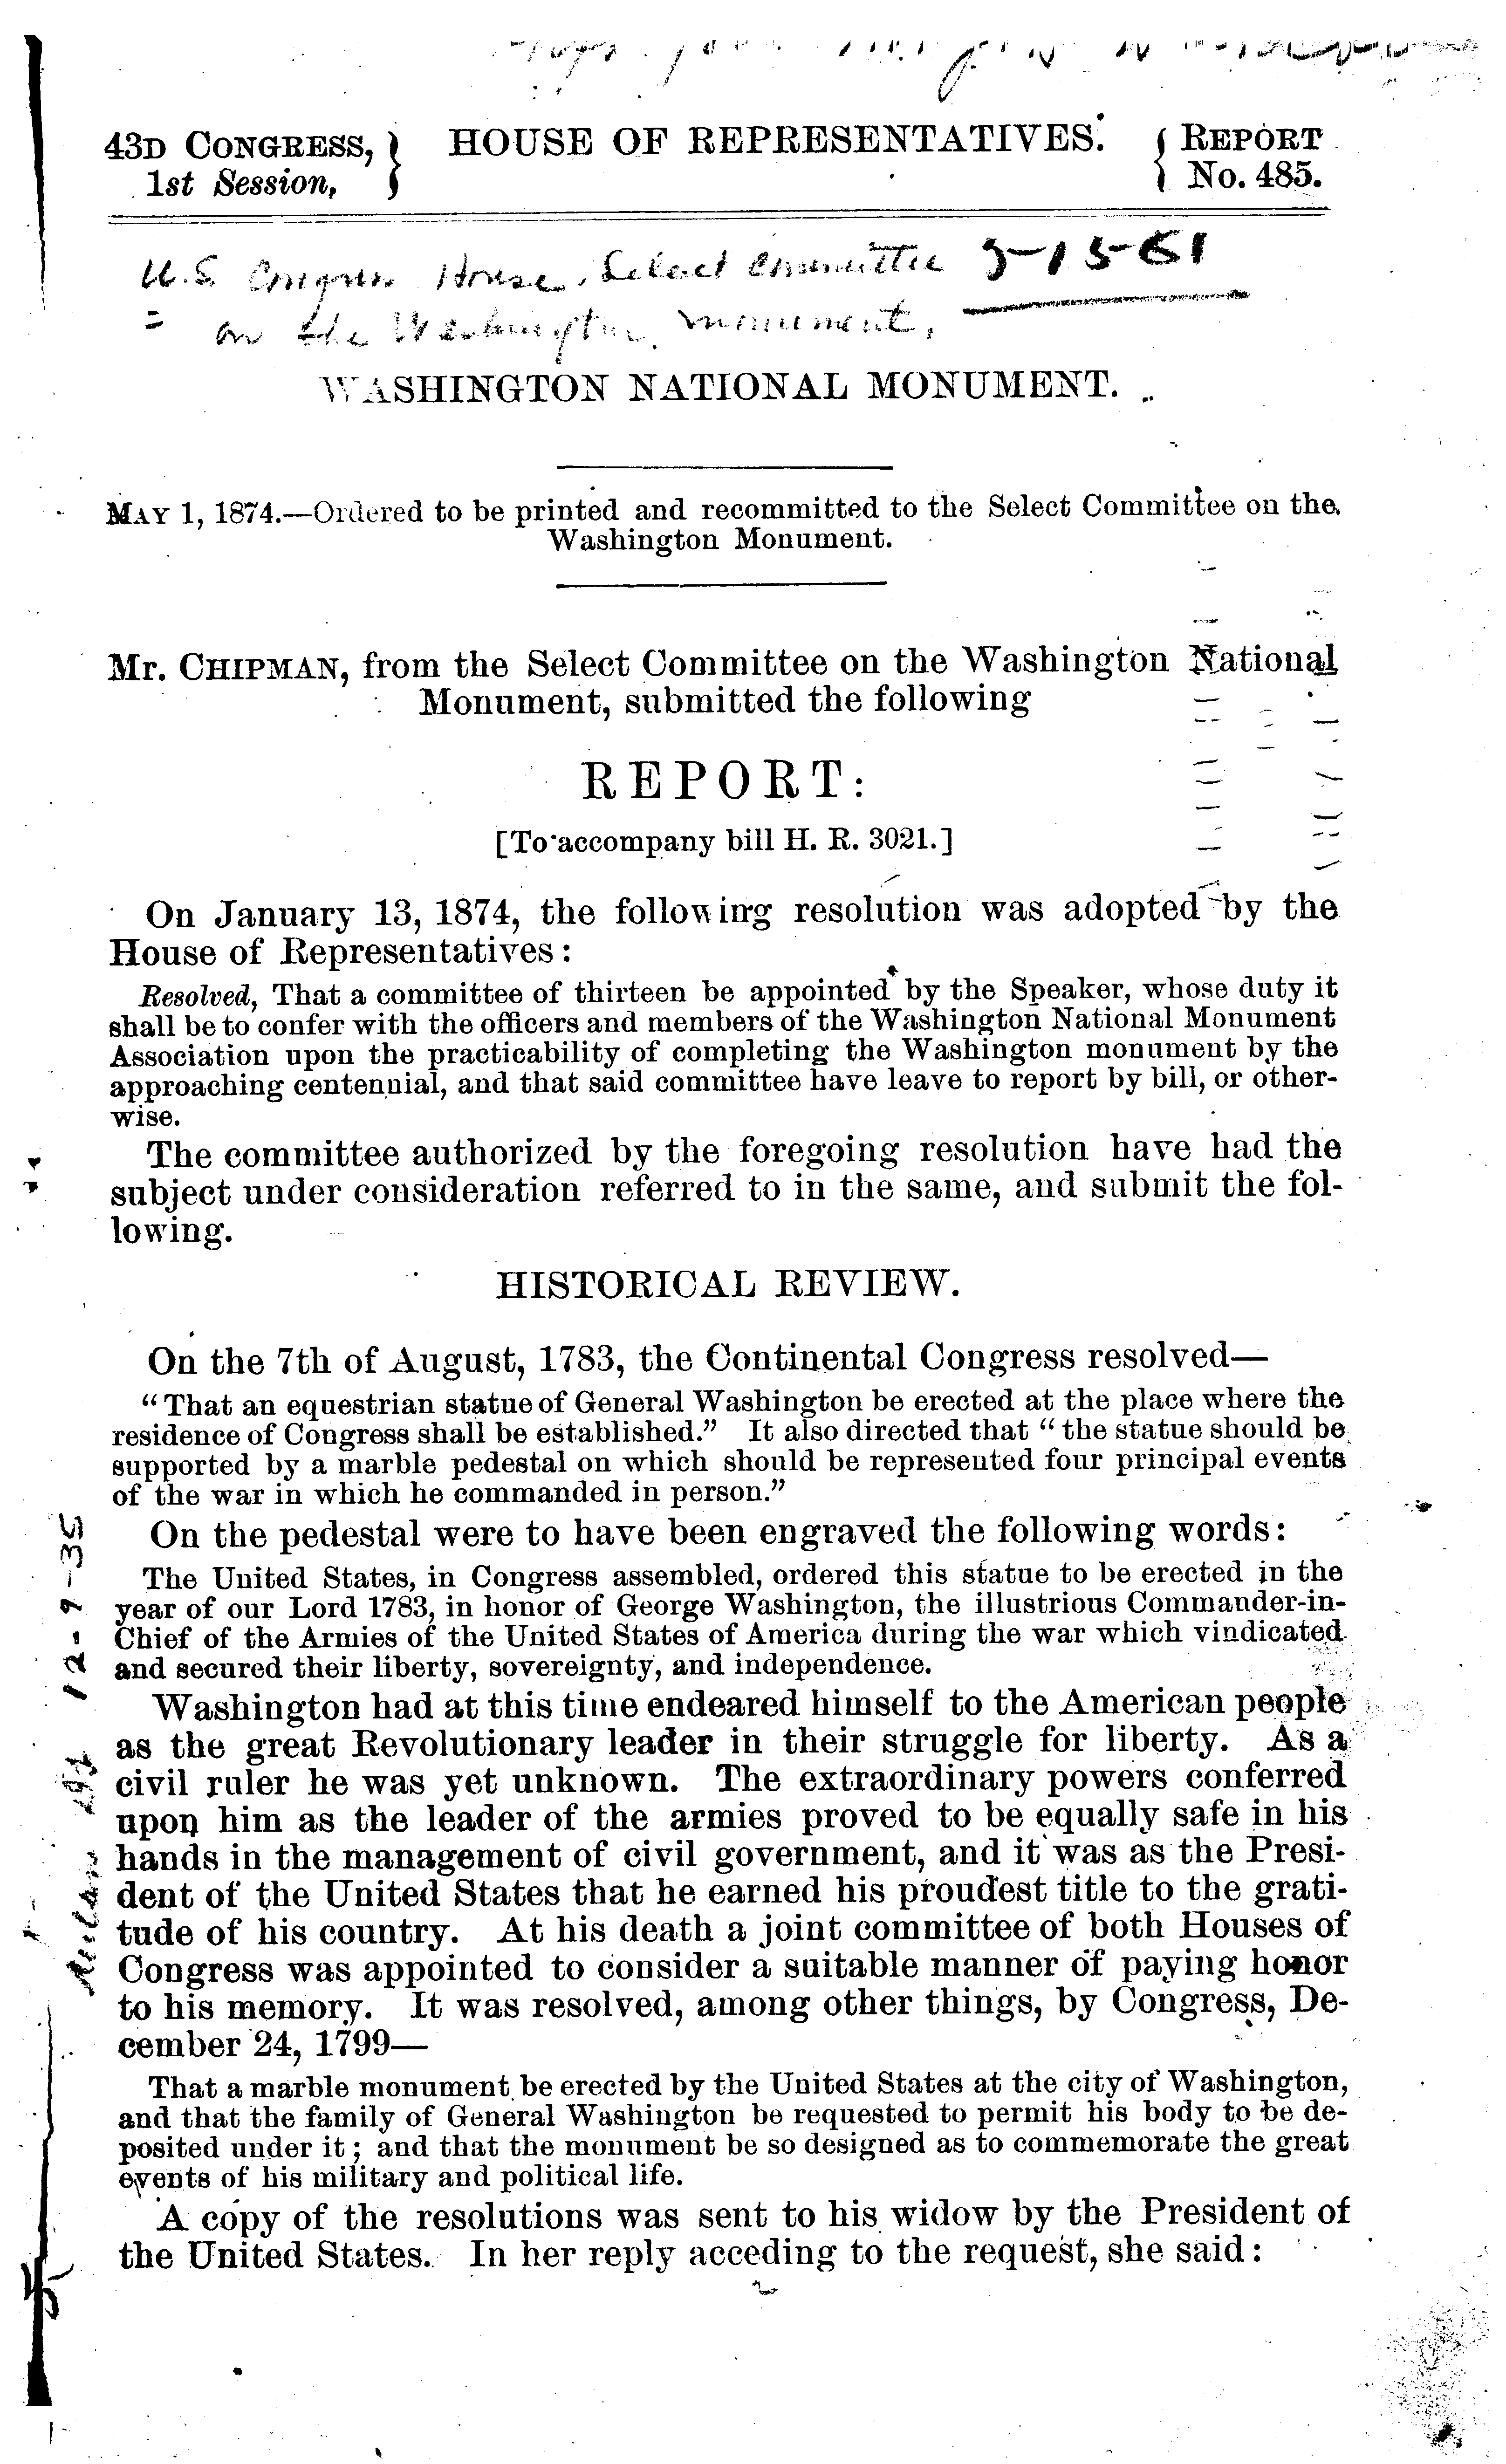 43D CONGRESS, } HOUSE OF REPRESENTATIVES. { REPORT
1st Session, } { No. 485.
U.S. Congress House. Select Committee 3-15-61
= on the Washington Monument,
WASHINGTON NATIONAL MONUMENT.
MAY 1, 1874.—Ordered to be printed and recommitted to the Select Committee on the
Washington Monument.
Mr. CHIPMAN, from the Select Committee on the Washington National
Monument, submitted the following
REPORT:
[To accompany bill H. R. 3021.]
On January 13, 1874, the following resolution was adopted by the
House of Representatives:
Resolved, That a committee of thirteen be appointed by the Speaker, whose duty it
shall be to confer with the officers and members of the Washington National Monument
Association upon the practicability of completing the Washington monument by the
approaching centennial, and that said committee have leave to report by bill, or other-
wise.
The committee authorized by the foregoing resolution have had the
subject under consideration referred to in the same, and submit the fol-
lowing.
HISTORICAL REVIEW.
On the 7th of August, 1783, the Continental Congress resolved—
"That an equestrian statue of General Washington be erected at the place where the
residence of Congress shall be established." It also directed that "the statue should be
supported by a marble pedestal on which should be represented four principal events
of the war in which he commanded in person."
On the pedestal were to have been engraved the following words:
The United States, in Congress assembled, ordered this statue to be erected in the
year of our Lord 1783, in honor of George Washington, the illustrious Commander-in-
Chief of the Armies of the United States of America during the war which vindicated
and secured their liberty, sovereignty, and independence.
Washington had at this time endeared himself to the American people
as the great Revolutionary leader in their struggle for liberty. As a
civil ruler he was yet unknown. The extraordinary powers conferred
upon him as the leader of the armies proved to be equally safe in his
hands in the management of civil government, and it was as the Presi-
dent of the United States that he earned his proudest title to the grati-
tude of his country. At his death a joint committee of both Houses of
Congress was appointed to consider a suitable manner of paying honor
to his memory. It was resolved, among other things, by Congress, De-
cember 24, 1799—
That a marble monument be erected by the United States at the city of Washington,
and that the family of General Washington be requested to permit his body to be de-
posited under it; and that the monument be so designed as to commemorate the great
events of his military and political life.
A copy of the resolutions was sent to his widow by the President of
the United States. In her reply acceding to the request, she said:
12-9-35